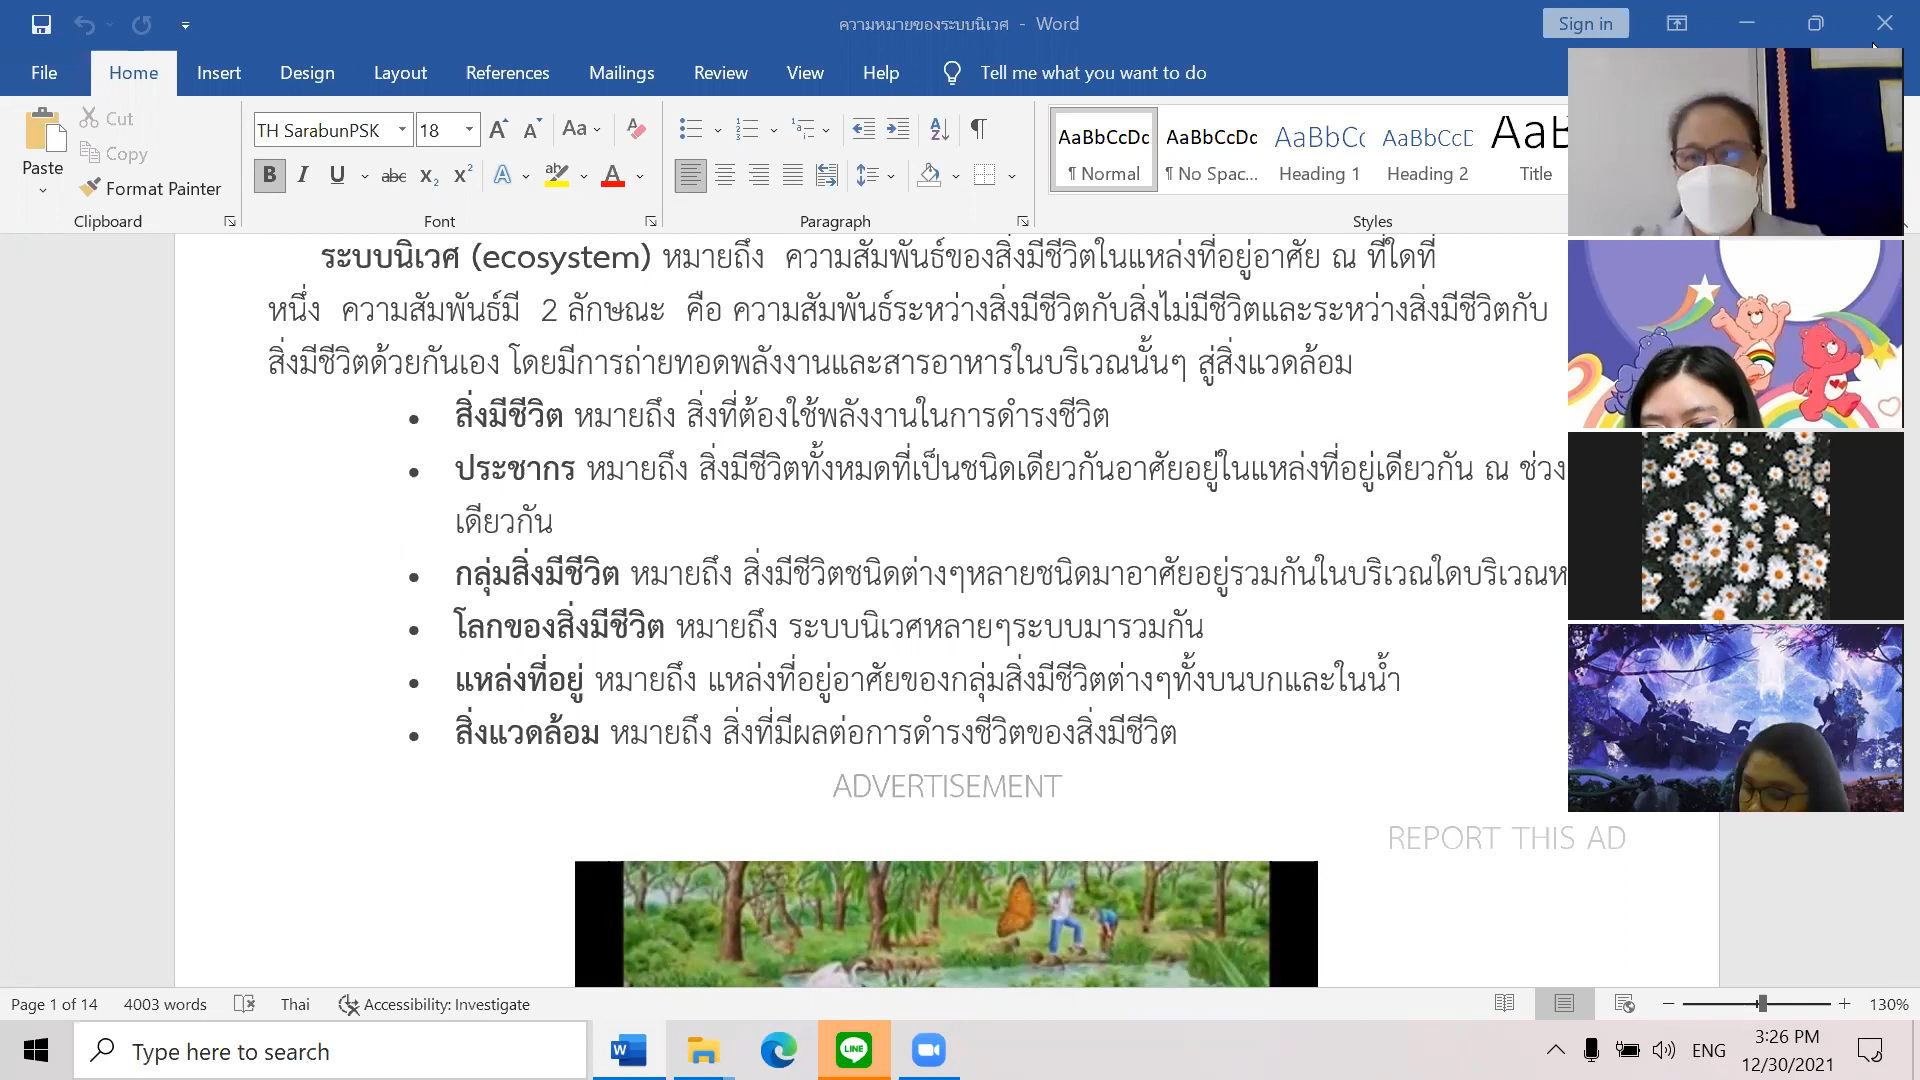 ความหมายของระบบนิเวศ - Word
Sign in
File Home Insert Design Layout References Mailings Review View Help Tell me what you want to do
Paste
Cut
Copy
Format Painter
Clipboard
TH SarabunPSK 18
Font
Paragraph
AaBbCcDc AaBbCcDc AaBbCc AaBbCcD AaB
¶ Normal ¶ No Spac... Heading 1 Heading 2 Title
Styles
ระบบนิเวศ (ecosystem) หมายถึง ความสัมพันธ์ของสิ่งมีชีวิตในแหล่งที่อยู่อาศัย ณ ที่ใดที่
หนึ่ง ความสัมพันธ์มี 2 ลักษณะ คือ ความสัมพันธ์ระหว่างสิ่งมีชีวิตกับสิ่งไม่มีชีวิตและระหว่างสิ่งมีชีวิตกับ
สิ่งมีชีวิตด้วยกันเอง โดยมีการถ่ายทอดพลังงานและสารอาหารในบริเวณนั้นๆ สู่สิ่งแวดล้อม
• สิ่งมีชีวิต หมายถึง สิ่งที่ต้องใช้พลังงานในการดำรงชีวิต
• ประชากร หมายถึง สิ่งมีชีวิตทั้งหมดที่เป็นชนิดเดียวกันอาศัยอยู่ในแหล่งที่อยู่เดียวกัน ณ ช่วง
เดียวกัน
• กลุ่มสิ่งมีชีวิต หมายถึง สิ่งมีชีวิตชนิดต่างๆหลายชนิดมาอาศัยอยู่รวมกันในบริเวณใดบริเวณห
• โลกของสิ่งมีชีวิต หมายถึง ระบบนิเวศหลายๆระบบมารวมกัน
• แหล่งที่อยู่ หมายถึง แหล่งที่อยู่อาศัยของกลุ่มสิ่งมีชีวิตต่างๆทั้งบนบกและในน้ำ
• สิ่งแวดล้อม หมายถึง สิ่งที่มีผลต่อการดำรงชีวิตของสิ่งมีชีวิต
ADVERTISEMENT
REPORT THIS AD
Page 1 of 14 4003 words Thai Accessibility: Investigate 130%
Type here to search
LINE
ENG
3:26 PM
12/30/2021